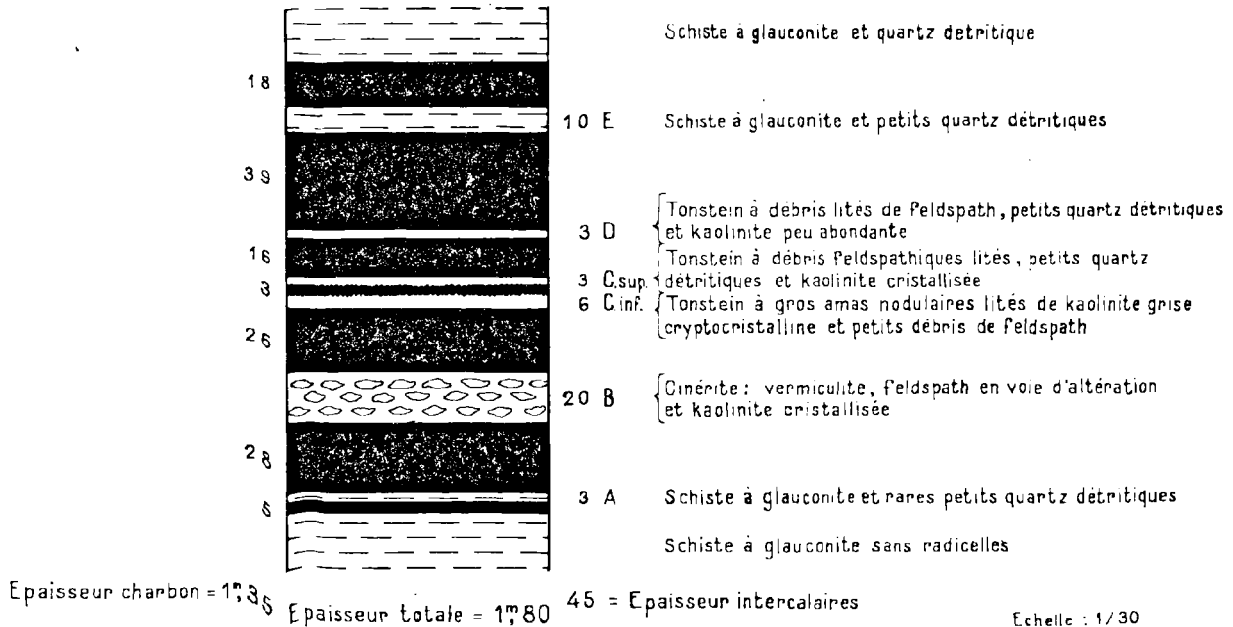 Schiste à glauconite et quartz detritique
18
10 E Schiste à glauconite et petits quartz détritiques
39
3 D Tonstein à débris lités de feldspath, petits quartz détritiques
et kaolinite peu abondante
16
Tonstein à débris feldspathiques lités, petits quartz
3 C.sup. détritiques et kaolinite cristallisée
3
6 C.inf. Tonstein à gros amas nodulaires lités de kaolinite grise
cryptocristalline et petits débris de feldspath
26
20 B Cinérite : vermiculite, feldspath en voie d'altération
et kaolinite cristallisée
28
3 A Schiste à glauconite et rares petits quartz détritiques
Schiste à glauconite sans radicelles
Epaisseur charbon = 1m,35
Epaisseur totale = 1m,80
45 = Epaisseur intercalaires
Echelle : 1/30